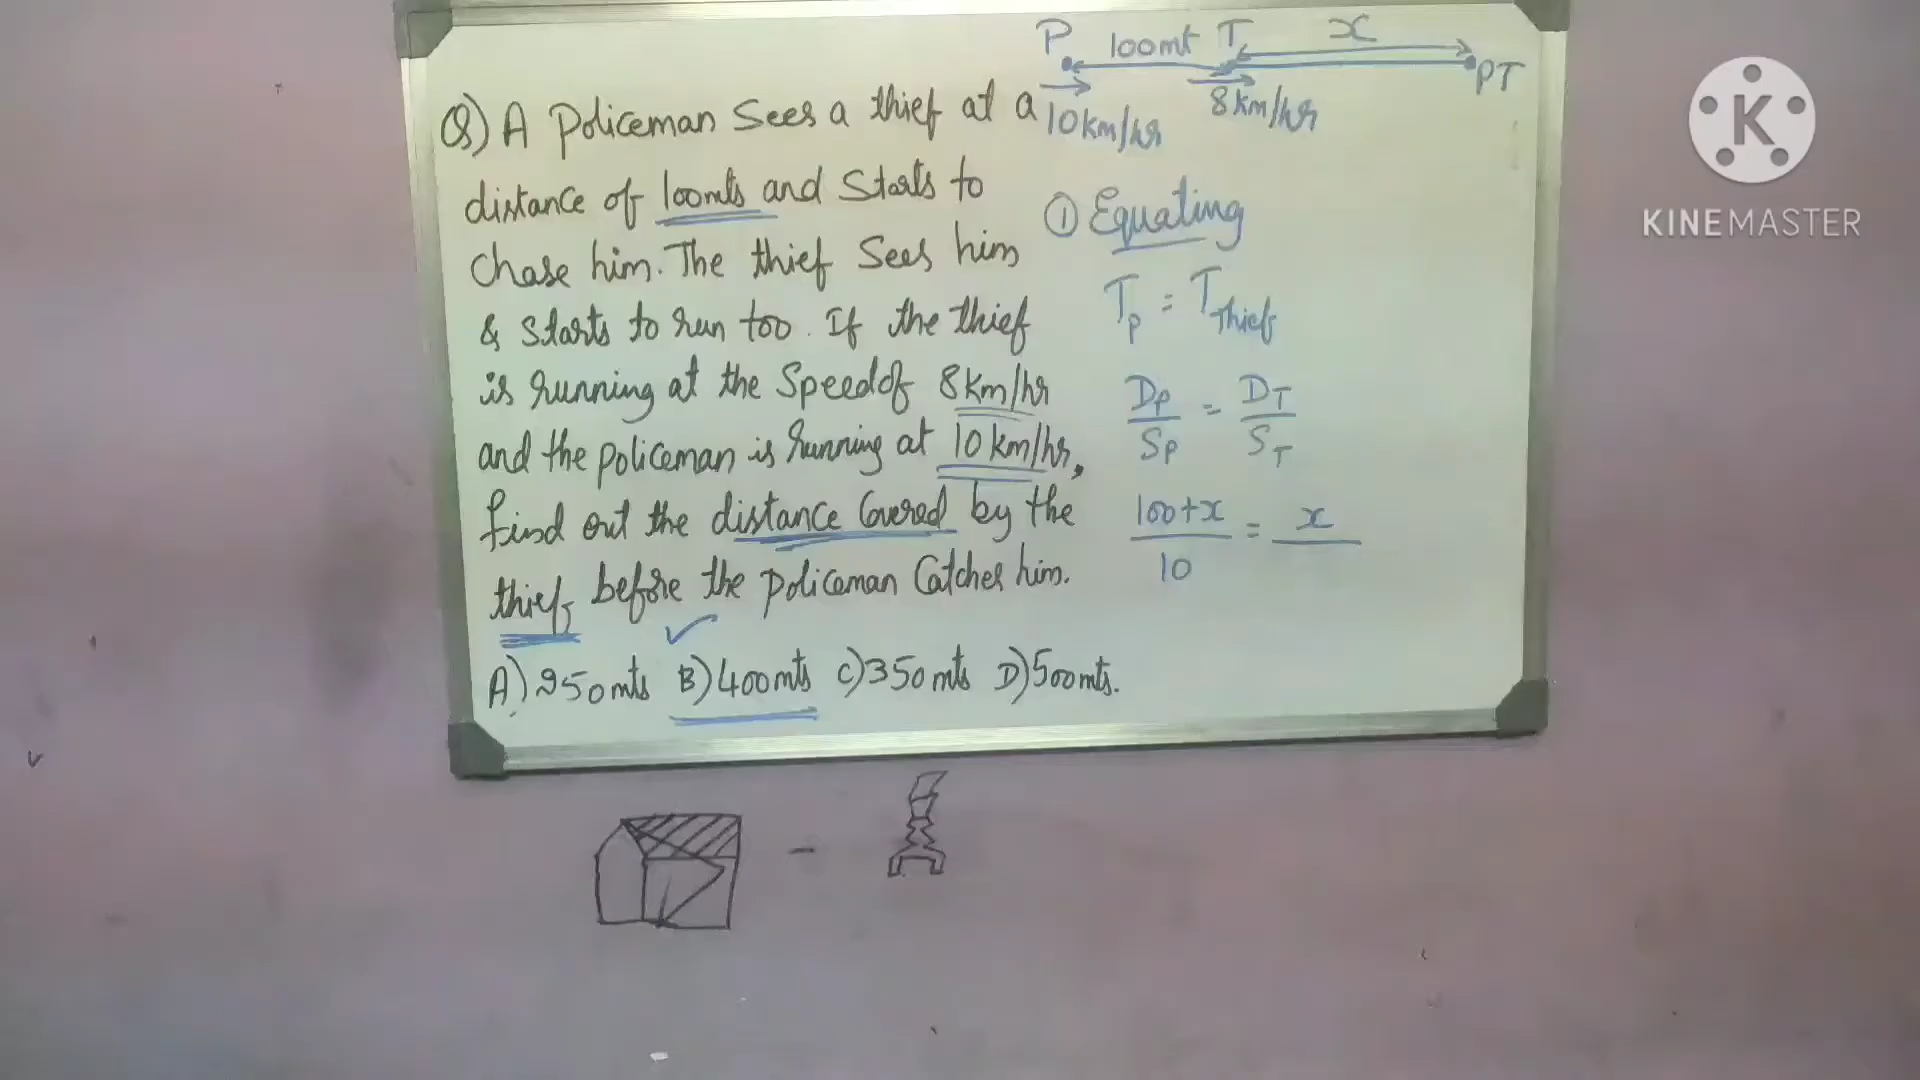 Q) A Policeman Sees a thief at a
distance of 100mts and Starts to
Chase him. The thief Sees him
& Starts to run too. If the thief
is running at the Speed of 8km/hr
and the policeman is running at 10km/hr,
find out the distance Covered by the
thief before the policeman Catches him.
A) 250mts B) 400mts C) 350mts D) 500mts.
P 100mt T x
PT
10km/hr 8km/hr
① Equating
Tp = TThief
DP = DT
SP ST
100+x = x
10
K
KINEMASTER